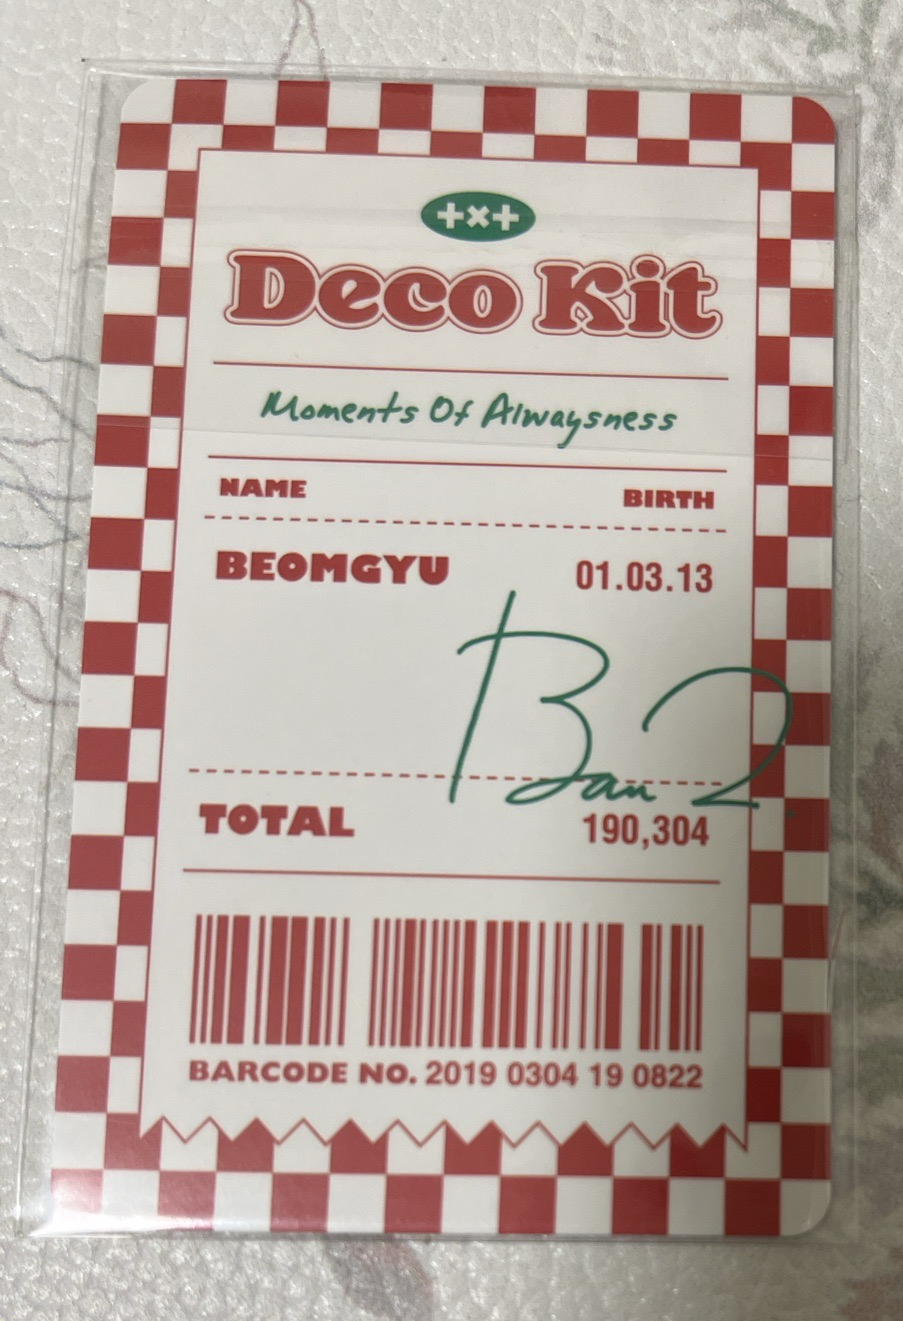 +×+
Deco Kit
Moments Of Alwaysness
NAME BIRTH
BEOMGYU 01.03.13
TOTAL 190,304
BARCODE NO. 2019 0304 19 0822